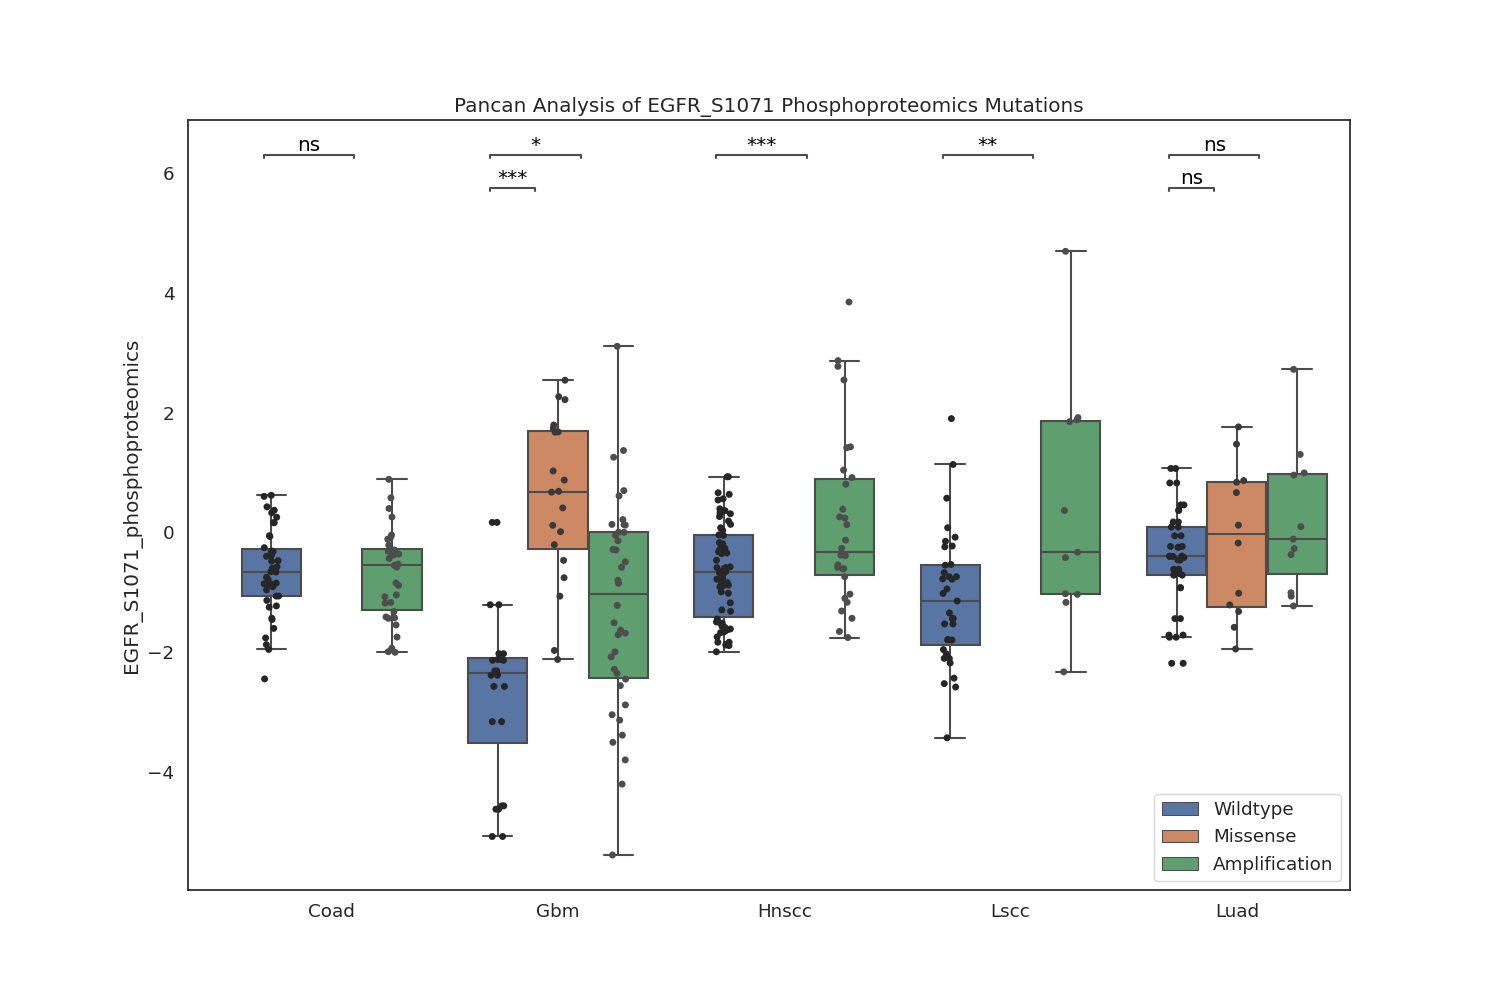 Pancan Analysis of EGFR_S1071 Phosphoproteomics Mutations
ns * *** ** ns
*** ns
6
4
2
0
−2
−4
EGFR_S1071_phosphoproteomics
Wildtype
Missense
Amplification
Coad Gbm Hnscc Lscc Luad